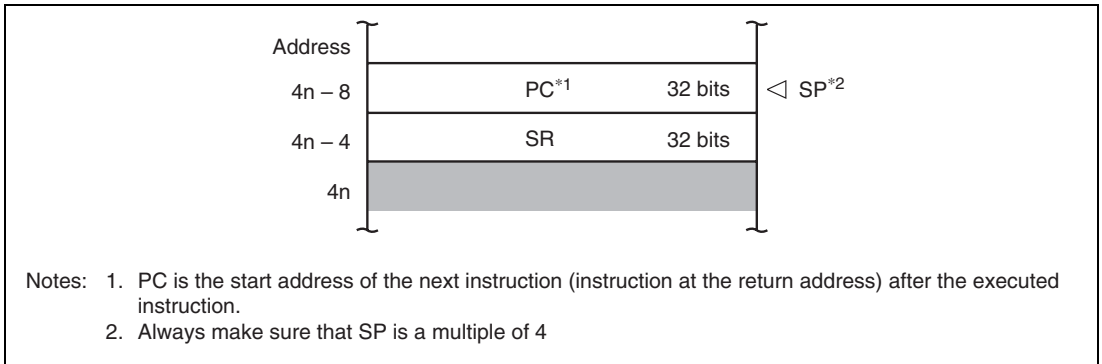 Address
4n – 8 PC*1 32 bits ◁ SP*2
4n – 4 SR 32 bits
4n
Notes: 1. PC is the start address of the next instruction (instruction at the return address) after the executed
instruction.
2. Always make sure that SP is a multiple of 4